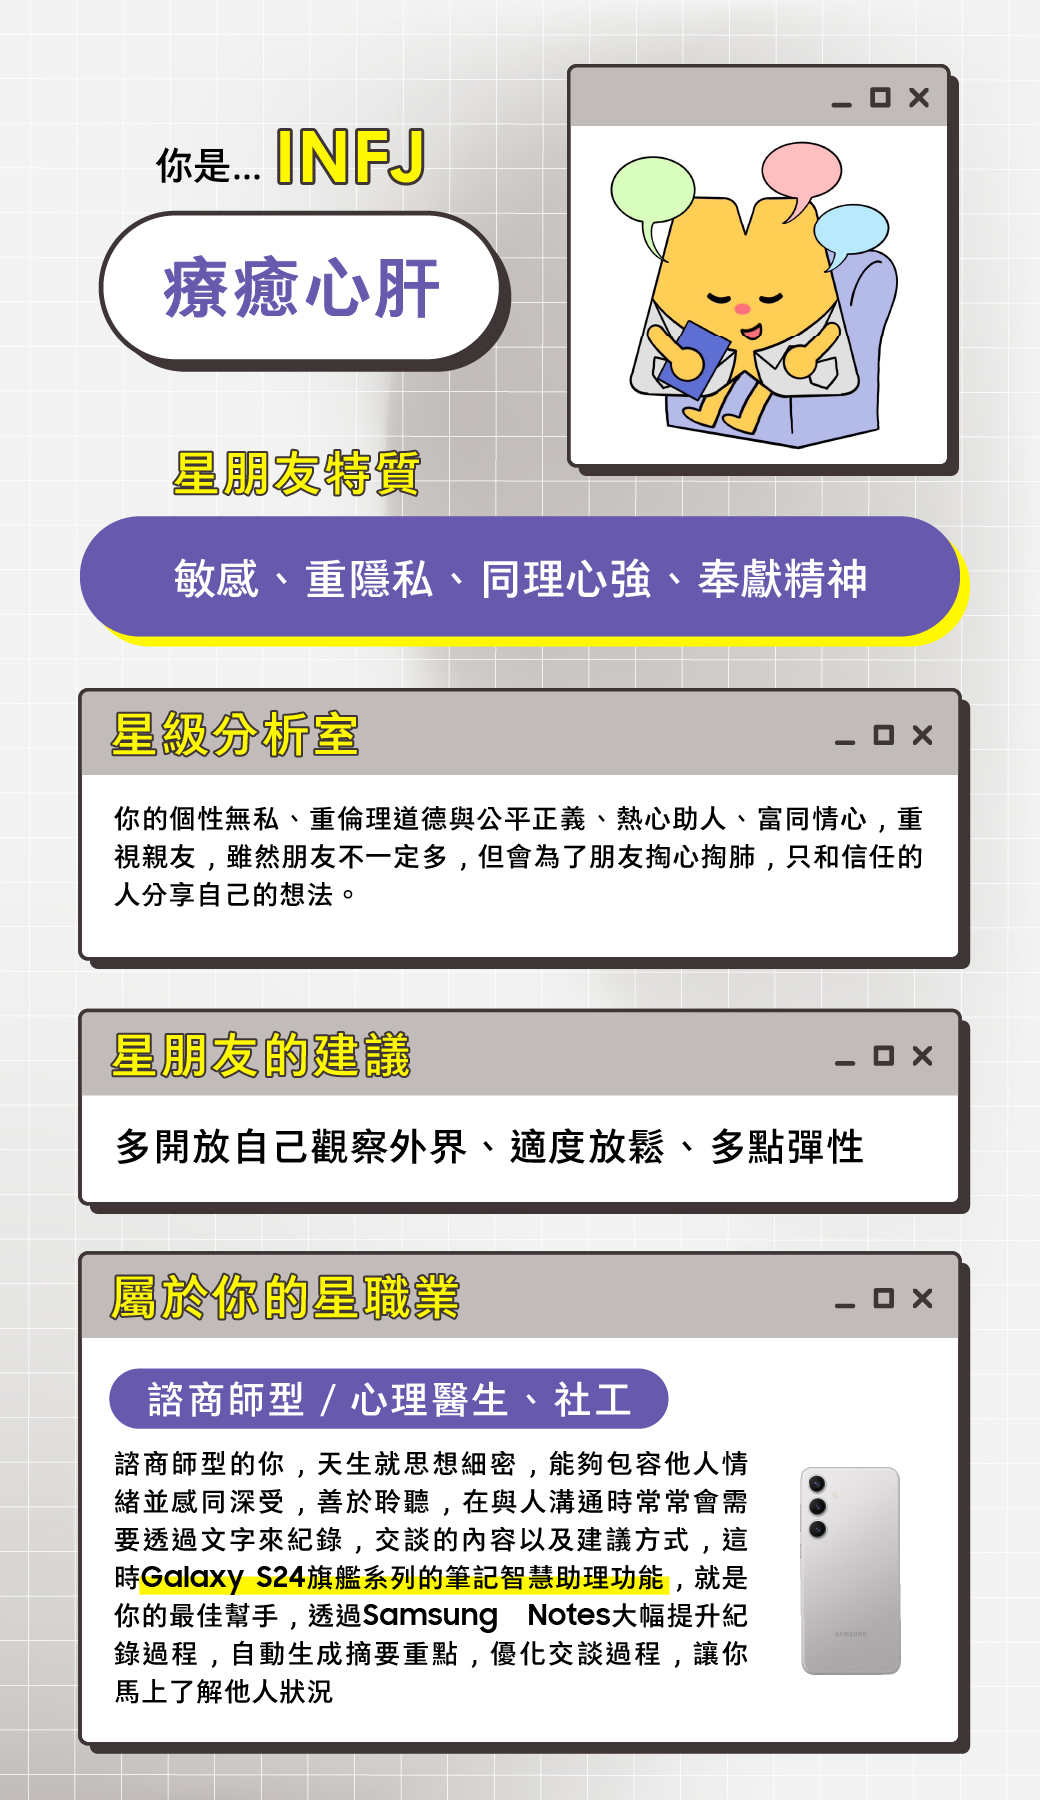 你是... INFJ
療癒心肝
星朋友特質
敏感、重隱私、同理心強、奉獻精神
星級分析室
你的個性無私、重倫理道德與公平正義、熱心助人、富同情心，重
視親友，雖然朋友不一定多，但會為了朋友掏心掏肺，只和信任的
人分享自己的想法。
星朋友的建議
多開放自己觀察外界、適度放鬆、多點彈性
屬於你的星職業
諮商師型 / 心理醫生、社工
諮商師型的你，天生就思想細密，能夠包容他人情
緒並感同深受，善於聆聽，在與人溝通時常常會需
要透過文字來紀錄，交談的內容以及建議方式，這
時Galaxy S24旗艦系列的筆記智慧助理功能，就是
你的最佳幫手，透過Samsung Notes大幅提升紀
錄過程，自動生成摘要重點，優化交談過程，讓你
馬上了解他人狀況
SAMSUNG